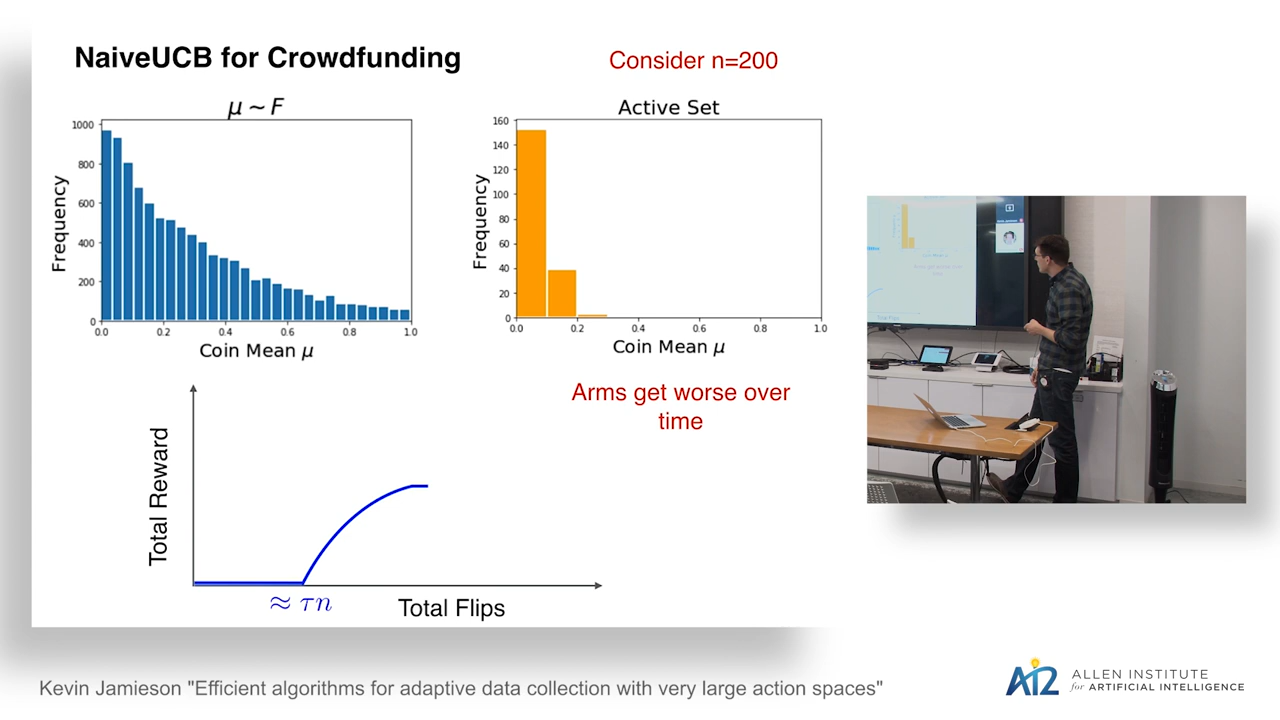 NaiveUCB for Crowdfunding
Consider n=200
μ ~ F
1000
800
600
400
200
0
0.0 0.2 0.4 0.6 0.8 1.0
Frequency
Coin Mean μ
Active Set
160
140
120
100
80
60
40
20
0
0.0 0.2 0.4 0.6 0.8 1.0
Frequency
Coin Mean μ
Arms get worse over
time
Total Reward
≈ τn
Total Flips
Kevin Jamieson "Efficient algorithms for adaptive data collection with very large action spaces"
AI2
ALLEN INSTITUTE
for ARTIFICIAL INTELLIGENCE